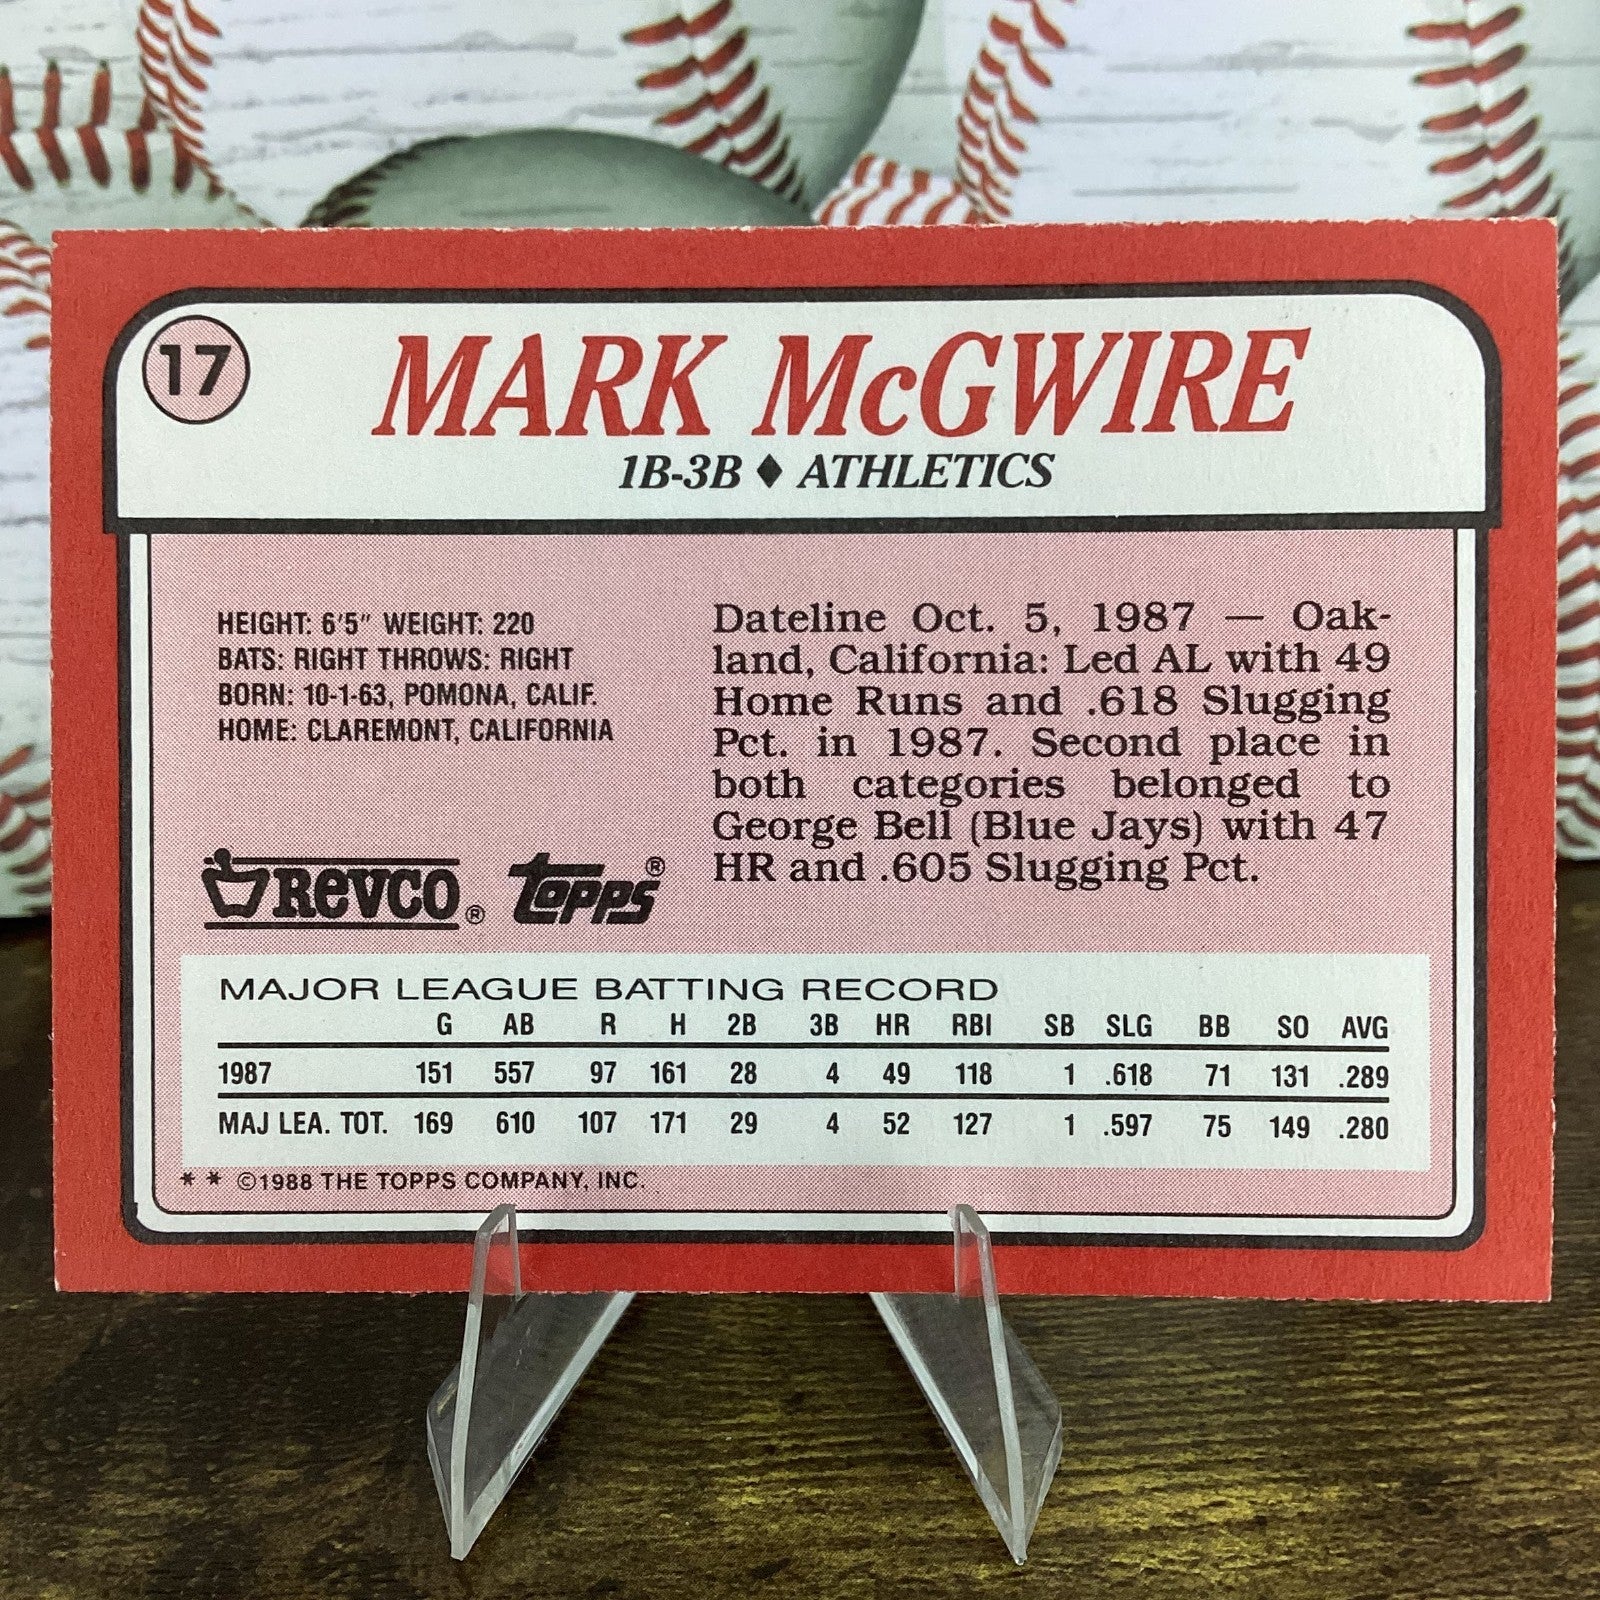 17
MARK McGWIRE
1B-3B ♦ ATHLETICS
HEIGHT: 6'5" WEIGHT: 220
BATS: RIGHT THROWS: RIGHT
BORN: 10-1-63, POMONA, CALIF.
HOME: CLAREMONT, CALIFORNIA
Dateline Oct. 5, 1987 — Oak-
land, California: Led AL with 49
Home Runs and .618 Slugging
Pct. in 1987. Second place in
both categories belonged to
George Bell (Blue Jays) with 47
HR and .605 Slugging Pct.
Revco® Topps®
MAJOR LEAGUE BATTING RECORD
G AB R H 2B 3B HR RBI SB SLG BB SO AVG
1987 151 557 97 161 28 4 49 118 1 .618 71 131 .289
MAJ LEA. TOT. 169 610 107 171 29 4 52 127 1 .597 75 149 .280
* * ©1988 THE TOPPS COMPANY, INC.